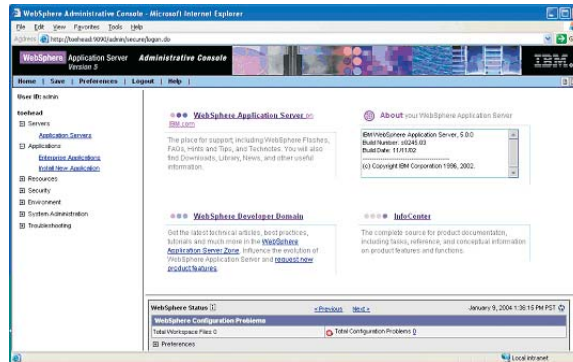 WebSphere Administrative Console - Microsoft Internet Explorer
File Edit View Favorites Tools Help
Address http://toehead:9090/admin/secure/logon.do
WebSphere Application Server Administrative Console
Version 5
IBM
Home | Save | Preferences | Logout | Help |
User ID: admin
toehead
Servers
Application Servers
Applications
Enterprise Applications
Install New Application
Resources
Security
Environment
System Administration
Troubleshooting
WebSphere Application Server on
IBM.com
The place for support, including WebSphere Flashes,
FAQs, Hints and Tips, and Technotes. You will also
find Downloads, Library, News, and other useful
information.
About your WebSphere Application Server
IBM WebSphere Application Server, 5.0.0
Build Number: s0245.03
Build Date: 11/11/02
(c) Copyright IBM Corporation 1996, 2002.
WebSphere Developer Domain
Get the latest technical articles, best practices,
tutorials and much more in the WebSphere
Application Server Zone. Influence the evolution of
WebSphere Application Server and request new
product features.
InfoCenter
The complete source for product documentation,
including tasks, reference, and conceptual information
on product features and functions.
WebSphere Status
< Previous Next >
January 9, 2004 1:36:15 PM PST
WebSphere Configuration Problems
Total Workspace Files 0
Total Configuration Problems 0
Preferences
Local intranet